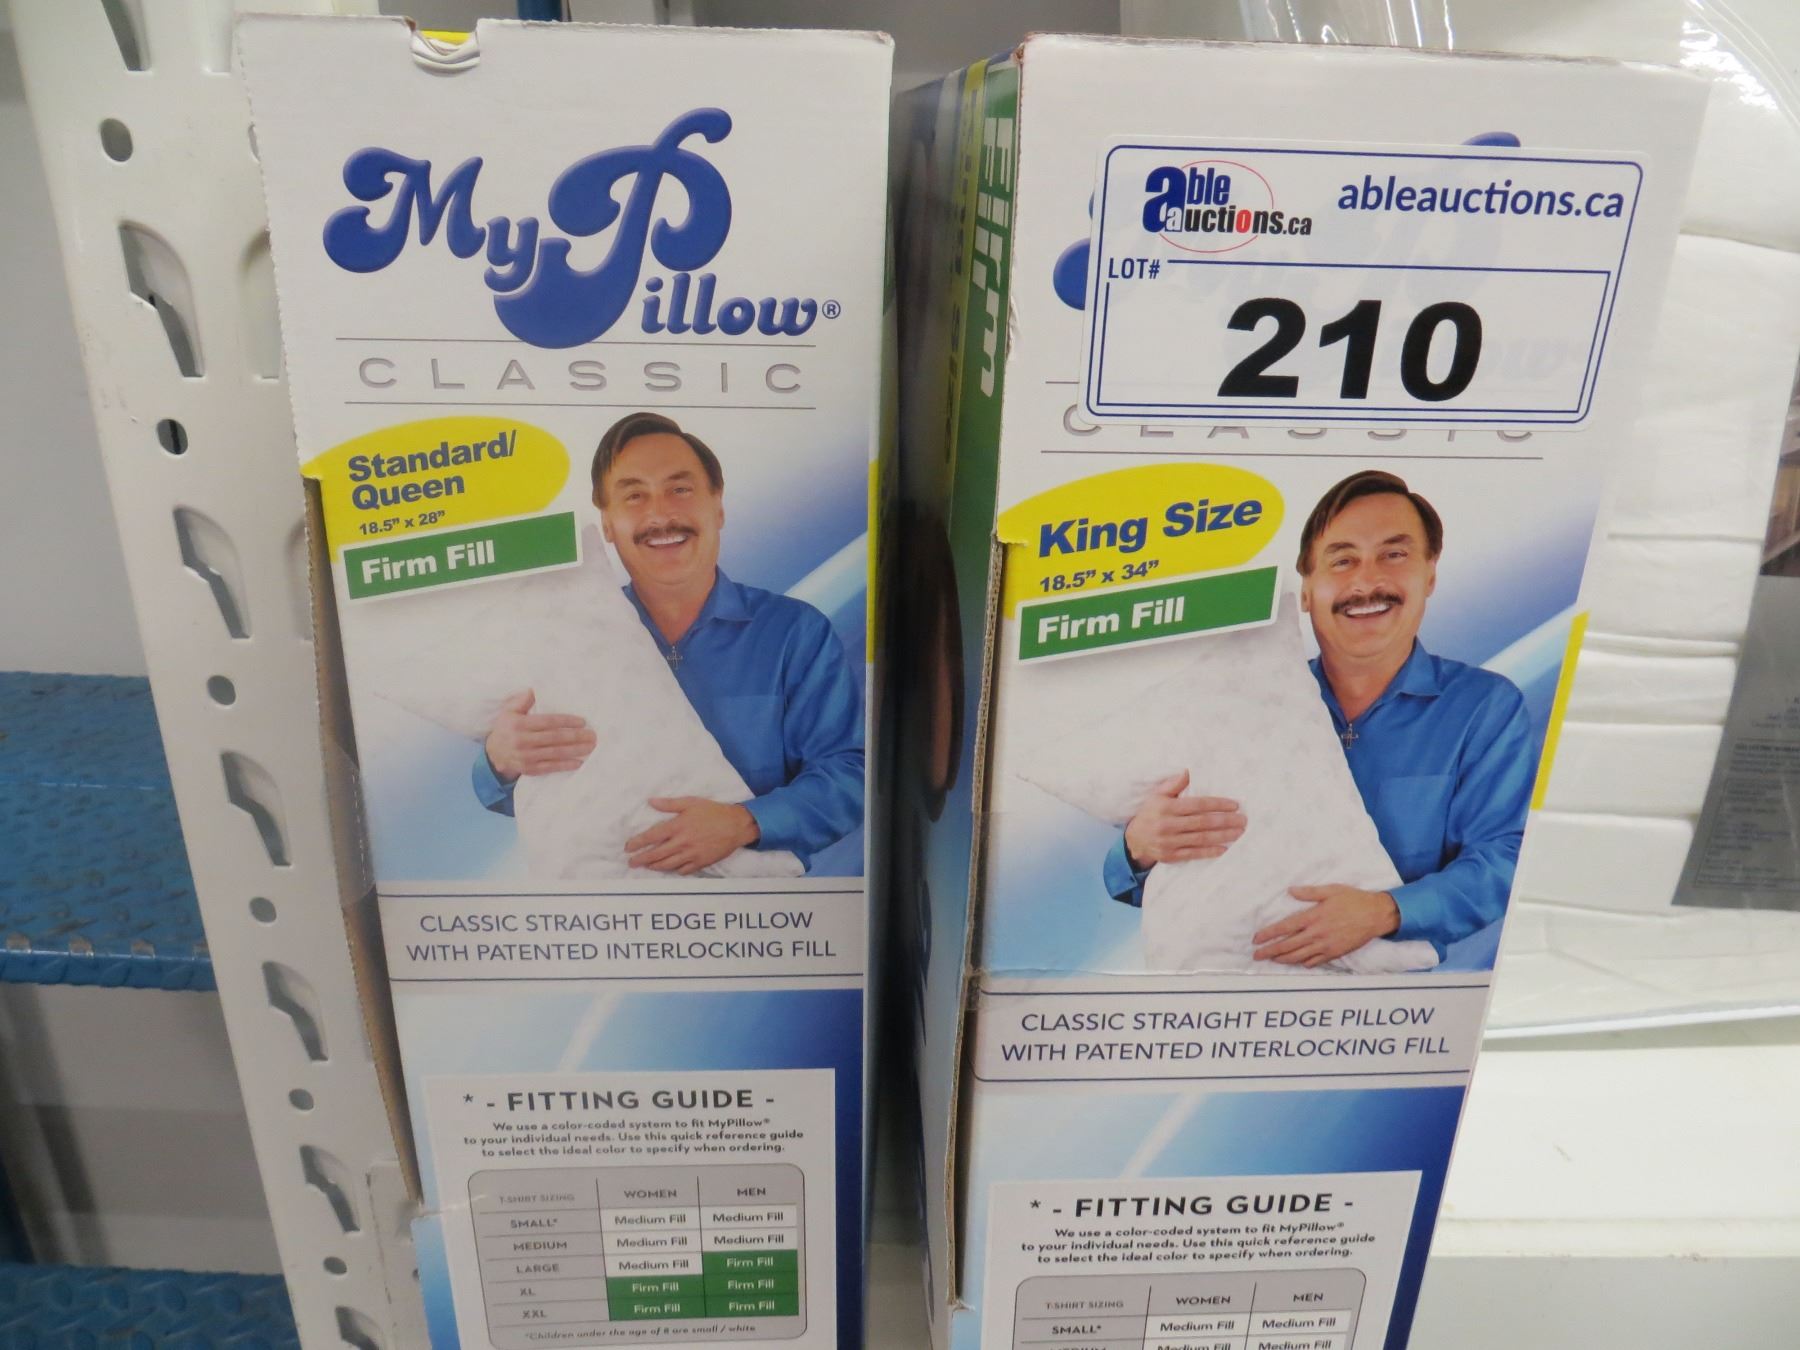 MyPillow®
CLASSIC
Standard/
Queen
18.5" x 28"
Firm Fill
CLASSIC STRAIGHT EDGE PILLOW
WITH PATENTED INTERLOCKING FILL
* - FITTING GUIDE -
We use a color-coded system to fit MyPillow®
to your individual needs. Use this quick reference guide
to select the ideal color to specify when ordering.
T-SHIRT SIZING WOMEN MEN
SMALL* Medium Fill Medium Fill
MEDIUM Medium Fill Medium Fill
LARGE Medium Fill Firm Fill
XL Firm Fill Firm Fill
XXL Firm Fill Firm Fill
*Children under the age of 8 are small / white
Firm
able auctions.ca
ableauctions.ca
LOT#
210
CLASSIC
King Size
18.5" x 34"
Firm Fill
CLASSIC STRAIGHT EDGE PILLOW
WITH PATENTED INTERLOCKING FILL
* - FITTING GUIDE -
We use a color-coded system to fit MyPillow®
to your individual needs. Use this quick reference guide
to select the ideal color to specify when ordering.
T-SHIRT SIZING WOMEN MEN
SMALL* Medium Fill Medium Fill
MEDIUM Medium Fill Medium Fill